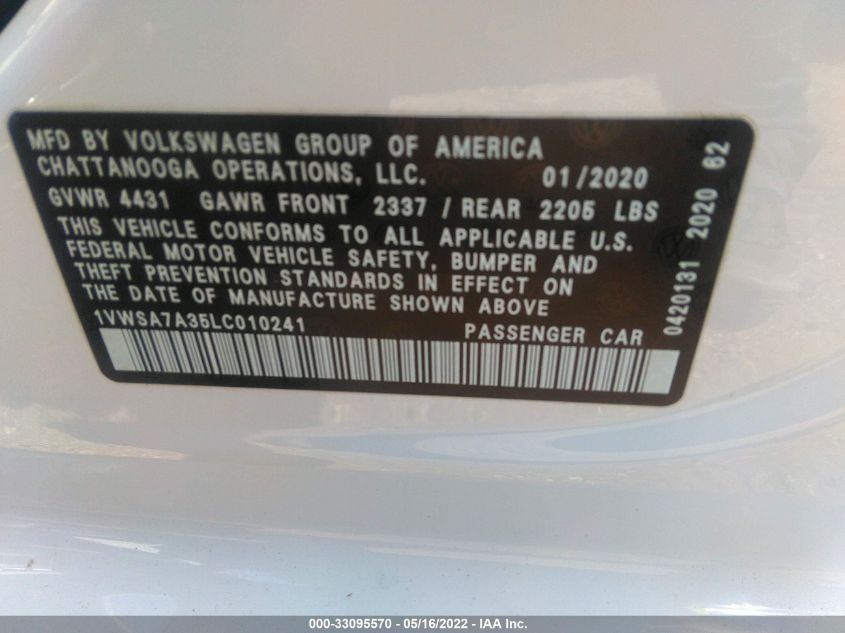 MFD BY VOLKSWAGEN GROUP OF AMERICA
CHATTANOOGA OPERATIONS, LLC. 01/2020
GVWR 4431 GAWR FRONT 2337 / REAR 2205 LBS
THIS VEHICLE CONFORMS TO ALL APPLICABLE U.S.
FEDERAL MOTOR VEHICLE SAFETY, BUMPER AND
THEFT PREVENTION STANDARDS IN EFFECT ON
THE DATE OF MANUFACTURE SHOWN ABOVE
1VWSA7A35LC010241 PASSENGER CAR
0420131 2020 62
000-33095570 - 05/16/2022 - IAA Inc.